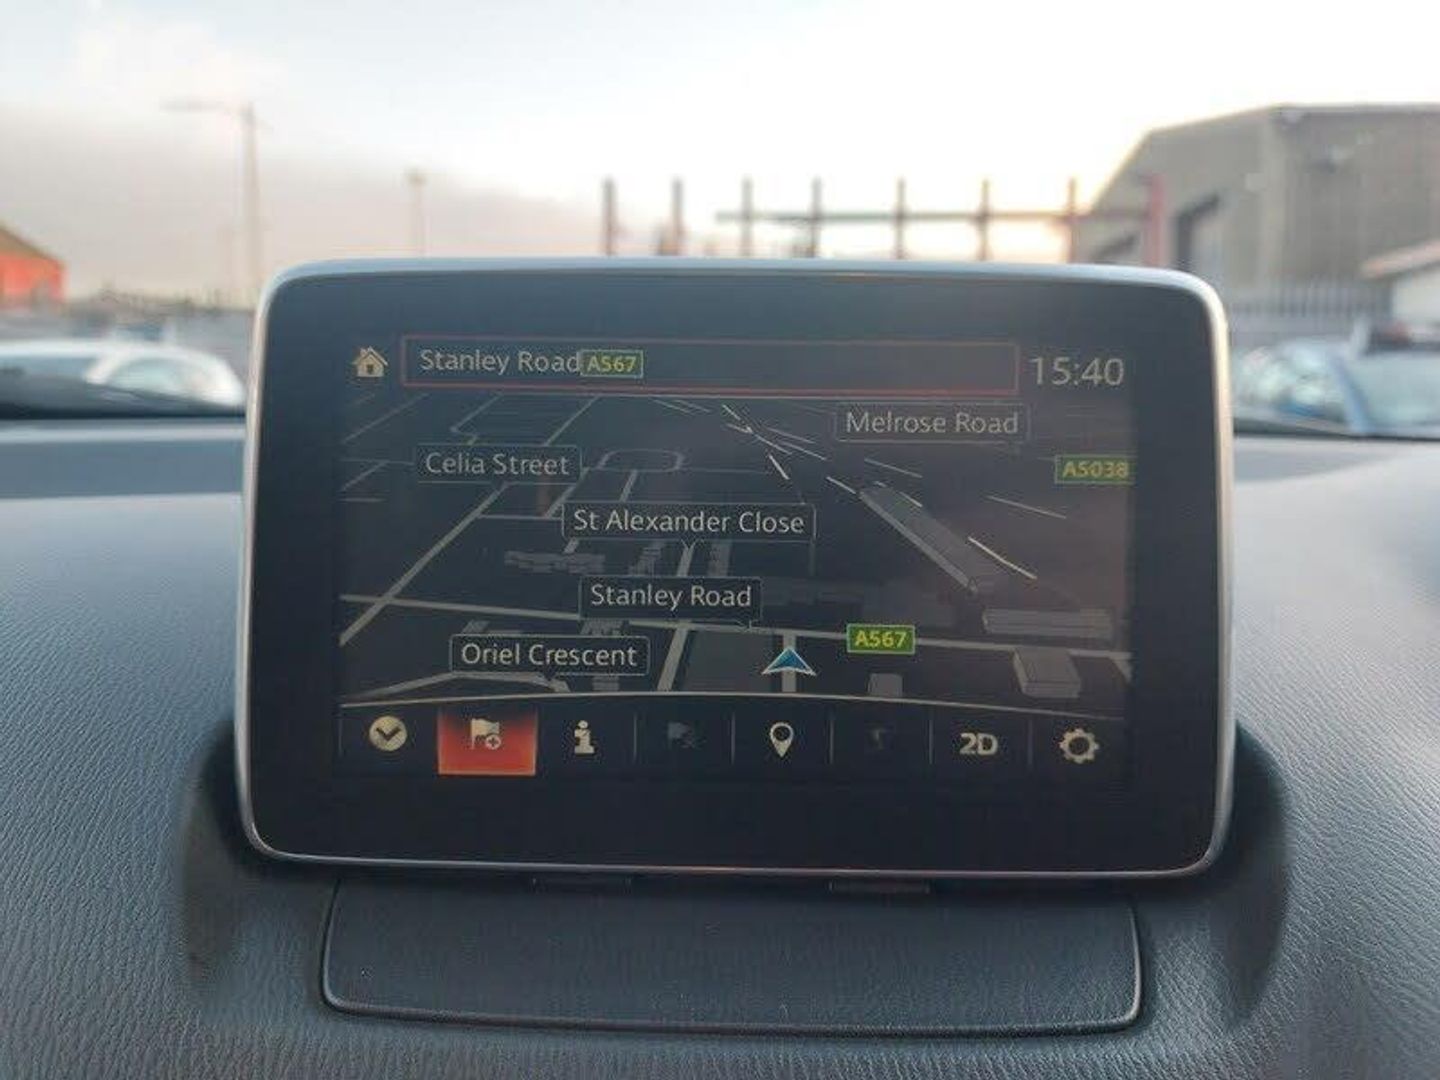 Stanley Road A567
15:40
Melrose Road
Celia Street
A5038
St Alexander Close
Stanley Road
A567
Oriel Crescent
2D